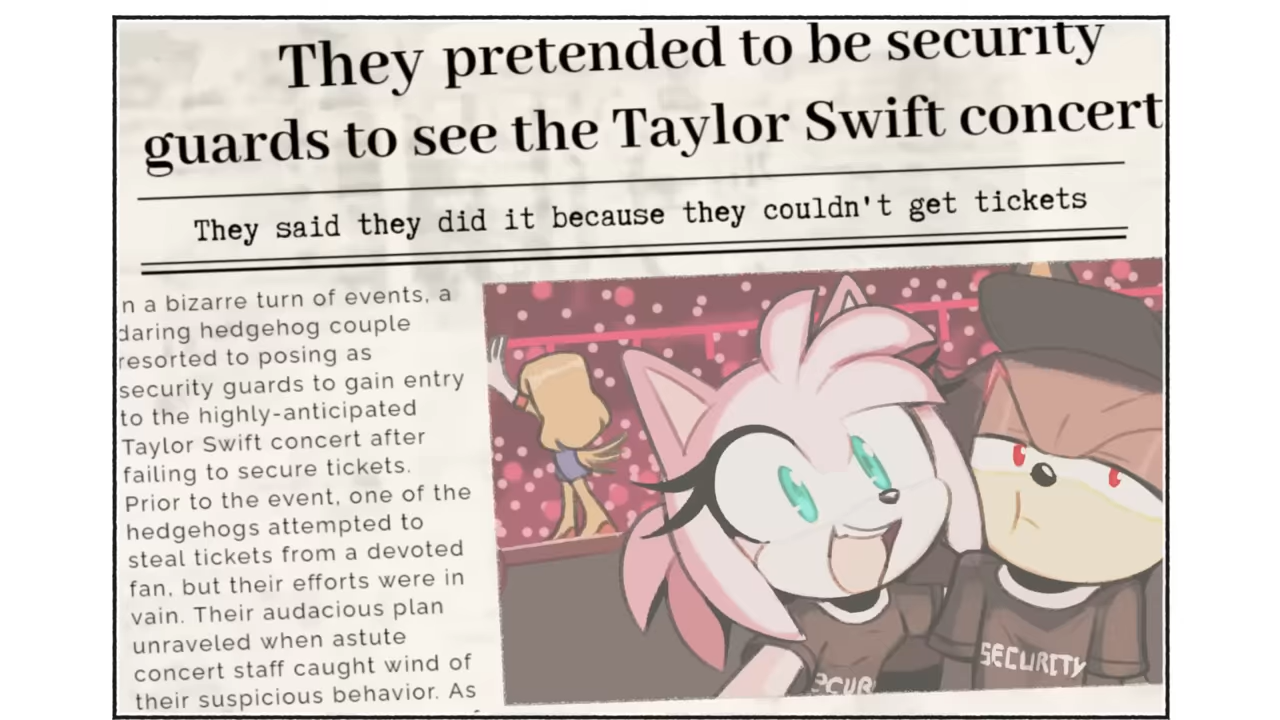 They pretended to be security
guards to see the Taylor Swift concert
They said they did it because they couldn't get tickets
n a bizarre turn of events, a
daring hedgehog couple
resorted to posing as
security guards to gain entry
to the highly-anticipated
Taylor Swift concert after
failing to secure tickets.
Prior to the event, one of the
hedgehogs attempted to
steal tickets from a devoted
fan, but their efforts were in
vain. Their audacious plan
unraveled when astute
concert staff caught wind of
their suspicious behavior. As
SECURITY